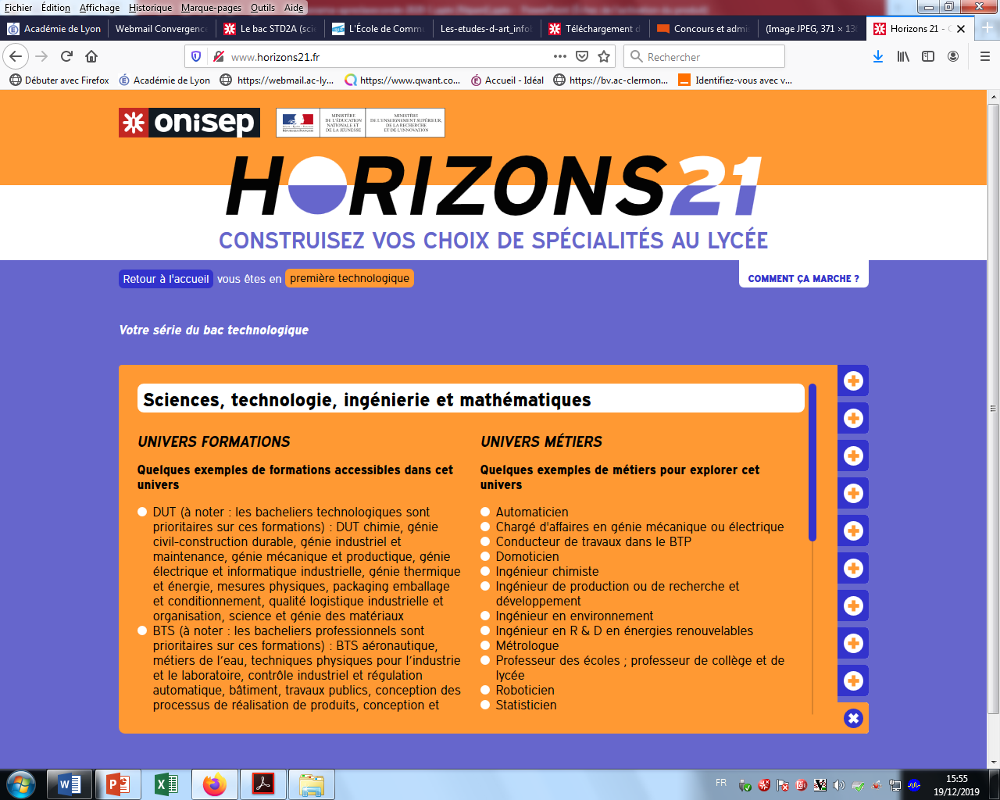 Fichier Édition Affichage Historique Marque-pages Outils Aide
Académie de Lyon Webmail Convergence Le bac STD2A (scie L'École de Commu Les-etudes-d-art_infoL Téléchargement d Concours et admis (Image JPEG, 371 × 136 Horizons 21 - O
www.horizons21.fr
Rechercher
Débuter avec Firefox Académie de Lyon https://webmail.ac-ly... https://www.qwant.co... Accueil - Idéal https://bv.ac-clermon... Identifiez-vous avec v...
onisep
MINISTÈRE DE L'ÉDUCATION NATIONALE ET DE LA JEUNESSE
MINISTÈRE DE L'ENSEIGNEMENT SUPÉRIEUR, DE LA RECHERCHE ET DE L'INNOVATION
HORIZONS21
CONSTRUISEZ VOS CHOIX DE SPÉCIALITÉS AU LYCÉE
Retour à l'accueil vous êtes en première technologique
COMMENT ÇA MARCHE ?
Votre série du bac technologique
Sciences, technologie, ingénierie et mathématiques
UNIVERS FORMATIONS
Quelques exemples de formations accessibles dans cet
univers
DUT (à noter : les bacheliers technologiques sont
prioritaires sur ces formations) : DUT chimie, génie
civil-construction durable, génie industriel et
maintenance, génie mécanique et productique, génie
électrique et informatique industrielle, génie thermique
et énergie, mesures physiques, packaging emballage
et conditionnement, qualité logistique industrielle et
organisation, science et génie des matériaux
BTS (à noter : les bacheliers professionnels sont
prioritaires sur ces formations) : BTS aéronautique,
métiers de l’eau, techniques physiques pour l’industrie
et le laboratoire, contrôle industriel et régulation
automatique, bâtiment, travaux publics, conception des
processus de réalisation de produits, conception et
UNIVERS MÉTIERS
Quelques exemples de métiers pour explorer cet
univers
Automaticien
Chargé d'affaires en génie mécanique ou électrique
Conducteur de travaux dans le BTP
Domoticien
Ingénieur chimiste
Ingénieur de production ou de recherche et
développement
Ingénieur en environnement
Ingénieur en R & D en énergies renouvelables
Métrologue
Professeur des écoles ; professeur de collège et de
lycée
Roboticien
Statisticien
FR
15:55
19/12/2019